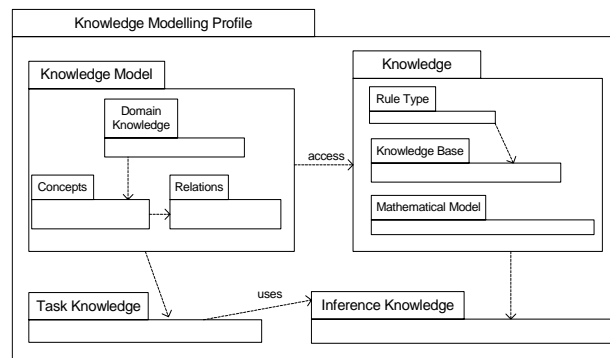 Knowledge Modelling Profile
Knowledge Model
Domain
Knowledge
Concepts
Relations
access
Knowledge
Rule Type
Knowledge Base
Mathematical Model
Task Knowledge
uses
Inference Knowledge